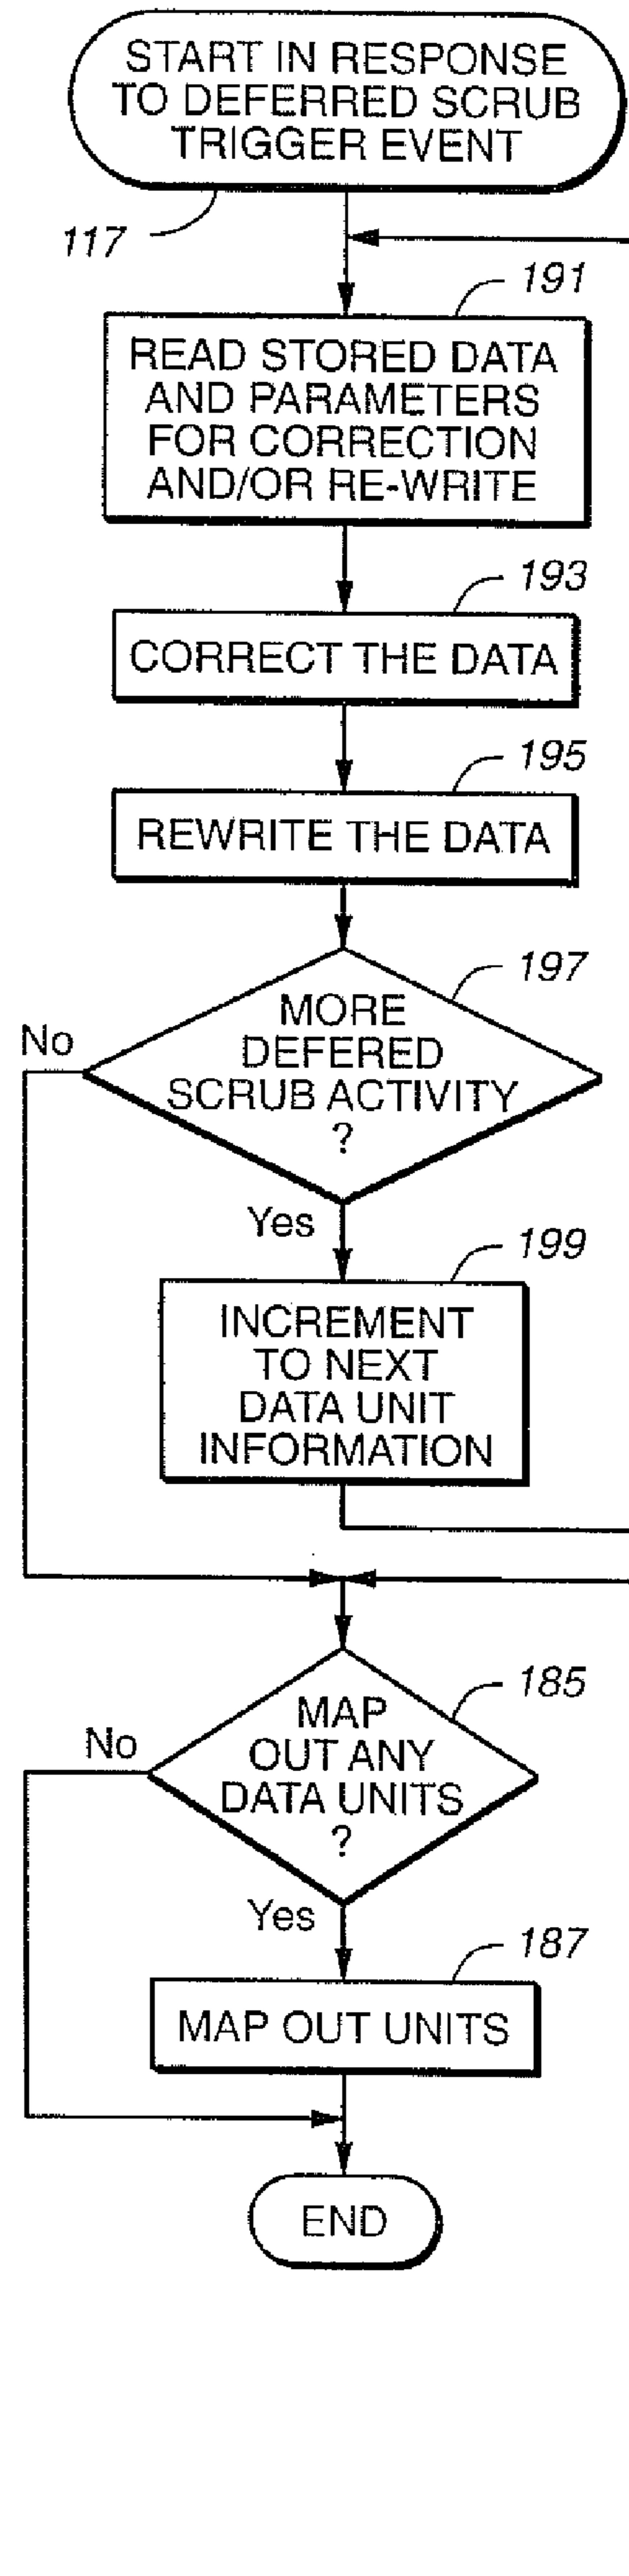 START IN RESPONSE
TO DEFERRED SCRUB
TRIGGER EVENT
117
191
READ STORED DATA
AND PARAMETERS
FOR CORRECTION
AND/OR RE-WRITE
193
CORRECT THE DATA
195
REWRITE THE DATA
197
No
MORE
DEFERED
SCRUB ACTIVITY
?
Yes
199
INCREMENT
TO NEXT
DATA UNIT
INFORMATION
185
No
MAP
OUT ANY
DATA UNITS
?
Yes
187
MAP OUT UNITS
END